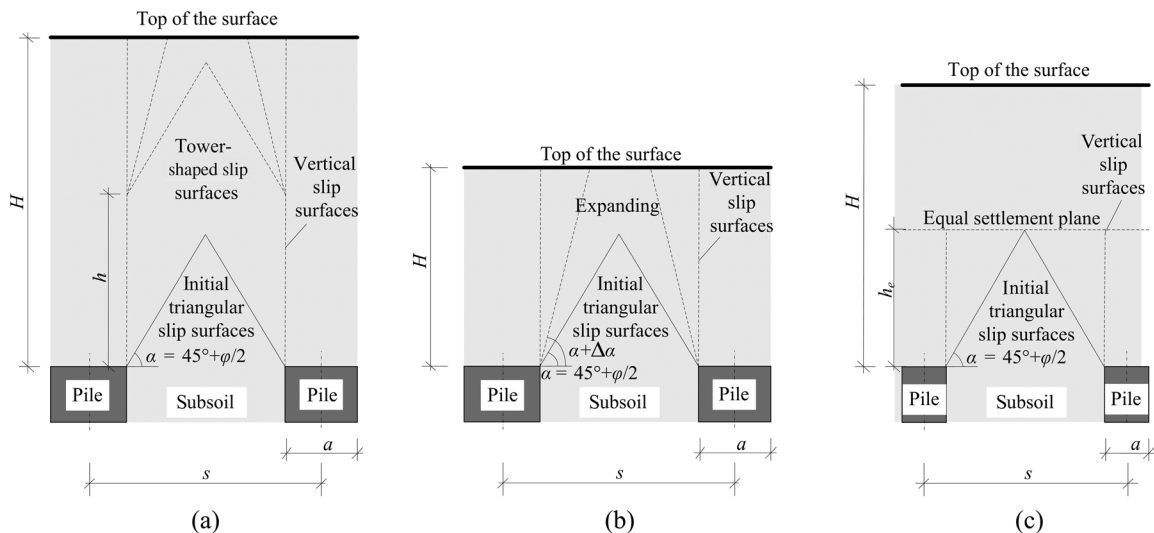 Top of the surface
H
Tower-
shaped slip
surfaces
Vertical
slip
surfaces
h
Initial
triangular
slip surfaces
α = 45°+φ/2
Pile
Subsoil
Pile
a
s
(a)
Top of the surface
H
Expanding
Vertical
slip
surfaces
Initial
triangular
slip surfaces
α+Δα
α = 45°+φ/2
Pile
Subsoil
Pile
a
s
(b)
Top of the surface
H
Vertical
slip
surfaces
Equal settlement plane
hₑ
Initial
triangular
slip surfaces
α = 45°+φ/2
Pile
Subsoil
Pile
a
s
(c)